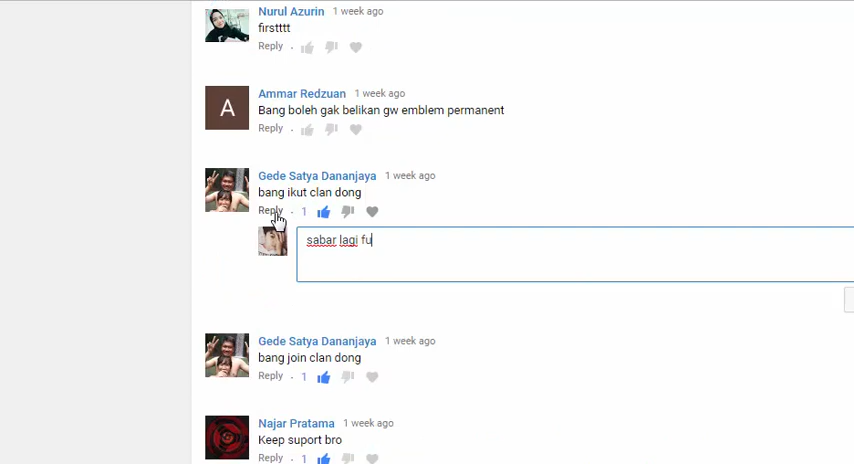 Nurul Azurin 1 week ago
firstttt
Reply
A
Ammar Redzuan 1 week ago
Bang boleh gak belikan gw emblem permanent
Reply
Gede Satya Dananjaya 1 week ago
bang ikut clan dong
Reply 1
sabar lagi fu
Gede Satya Dananjaya 1 week ago
bang join clan dong
Reply 1
Najar Pratama 1 week ago
Keep suport bro
Reply 1